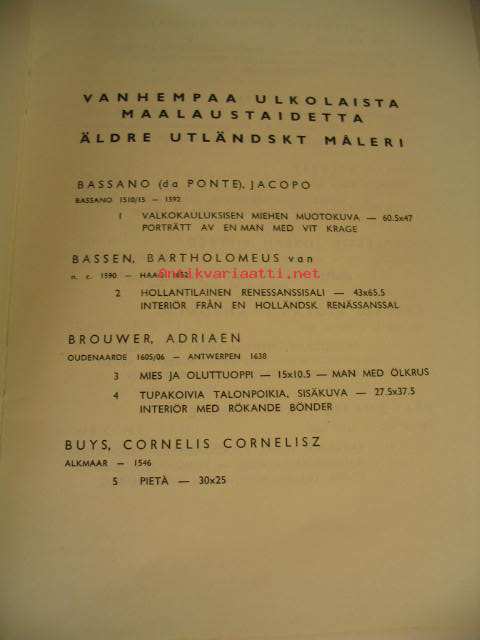 VANHEMPAA ULKOLAISTA
MAALAUSTAIDETTA
ÄLDRE UTLÄNDSKT MÅLERI
BASSANO (da PONTE), JACOPO
BASSANO 1510/15 — 1592
1 VALKOKAULUKSISEN MIEHEN MUOTOKUVA — 60.5x47
PORTRÄTT AV EN MAN MED VIT KRAGE
BASSEN, BARTHOLOMEUS van
n. c. 1590 — HAAG 1652
antikvariaatti.net
2 HOLLANTILAINEN RENESSANSSISALI — 43x65.5
INTERIÖR FRÅN EN HOLLÄNDSK RENÄSSANSSAL
BROUWER, ADRIAEN
OUDENAARDE 1605/06 — ANTWERPEN 1638
3 MIES JA OLUTTUOPPI — 15x10.5 — MAN MED ÖLKRUS
4 TUPAKOIVIA TALONPOIKIA, SISÄKUVA — 27.5x37.5
INTERIÖR MED RÖKANDE BÖNDER
BUYS, CORNELIS CORNELISZ
ALKMAAR — 1546
5 PIETÀ — 30x25